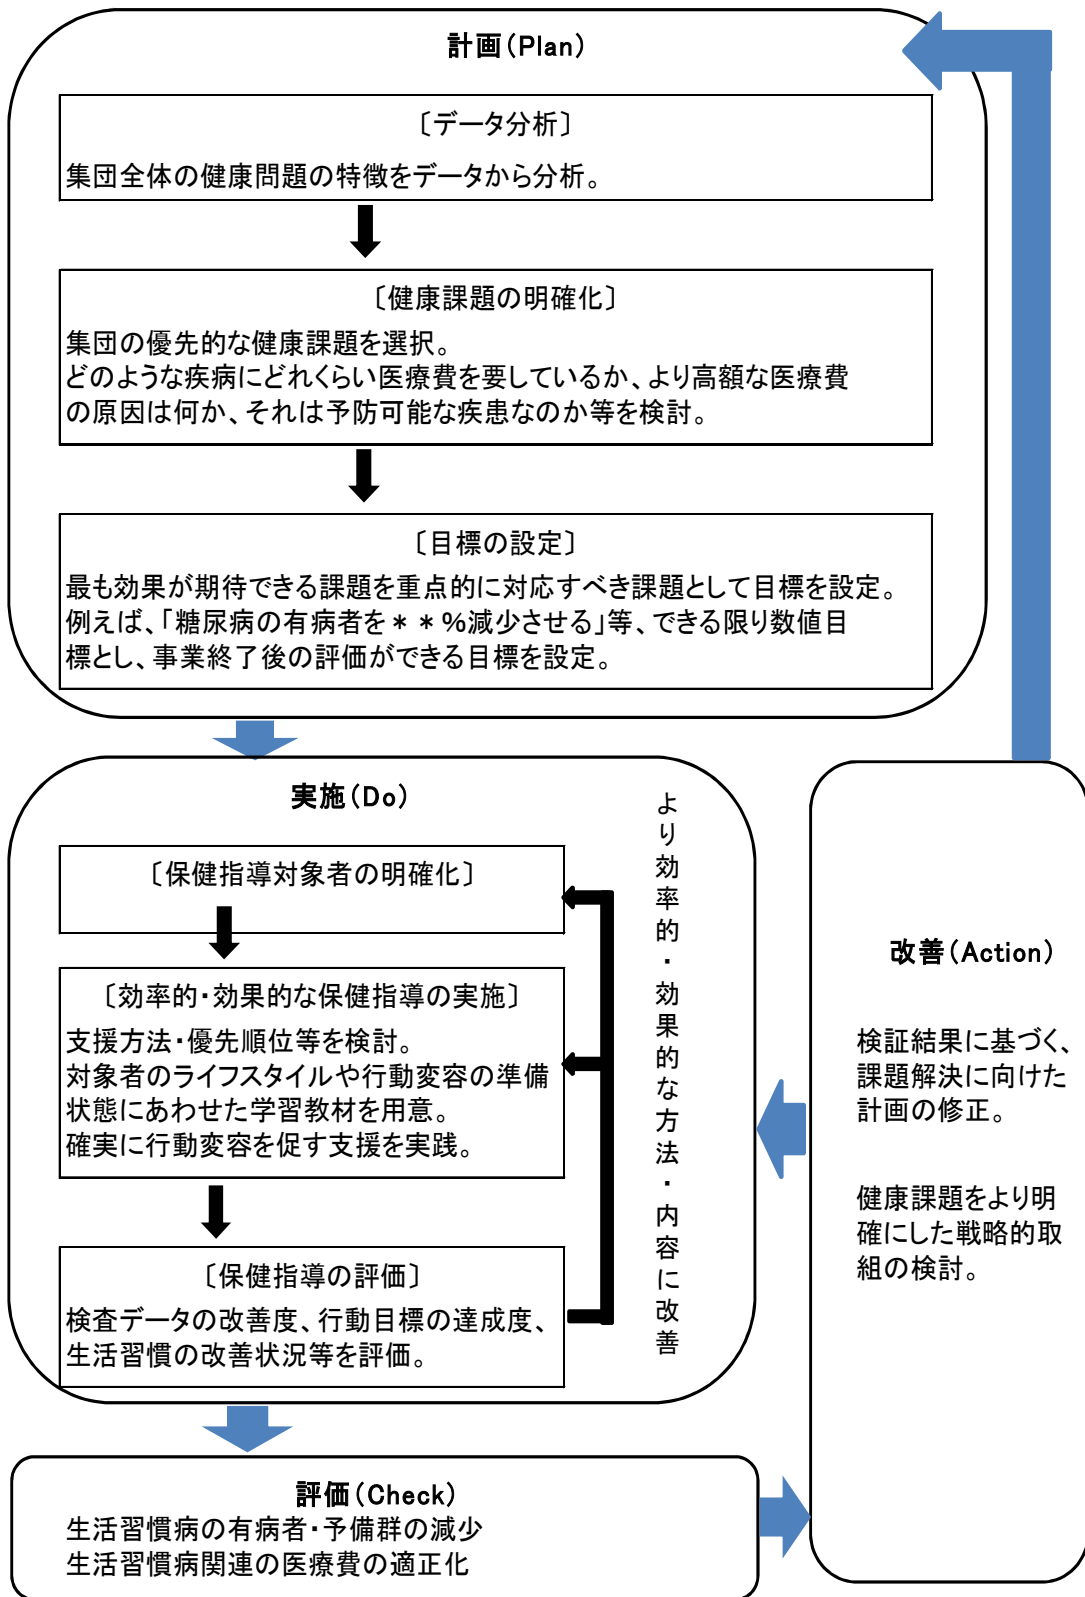 計画(Plan)
〔データ分析〕
集団全体の健康問題の特徴をデータから分析。
〔健康課題の明確化〕
集団の優先的な健康課題を選択。
どのような疾病にどれくらい医療費を要しているか、より高額な医療費
の原因は何か、それは予防可能な疾患なのか等を検討。
〔目標の設定〕
最も効果が期待できる課題を重点的に対応すべき課題として目標を設定。
例えば、「糖尿病の有病者を＊＊%減少させる」等、できる限り数値目
標とし、事業終了後の評価ができる目標を設定。
実施(Do)
〔保健指導対象者の明確化〕
〔効率的・効果的な保健指導の実施〕
支援方法・優先順位等を検討。
対象者のライフスタイルや行動変容の準備
状態にあわせた学習教材を用意。
確実に行動変容を促す支援を実践。
〔保健指導の評価〕
検査データの改善度、行動目標の達成度、
生活習慣の改善状況等を評価。
より効率的・効果的な方法・内容に改善
改善(Action)
検証結果に基づく、
課題解決に向けた
計画の修正。
健康課題をより明
確にした戦略的取
組の検討。
評価(Check)
生活習慣病の有病者・予備群の減少
生活習慣病関連の医療費の適正化